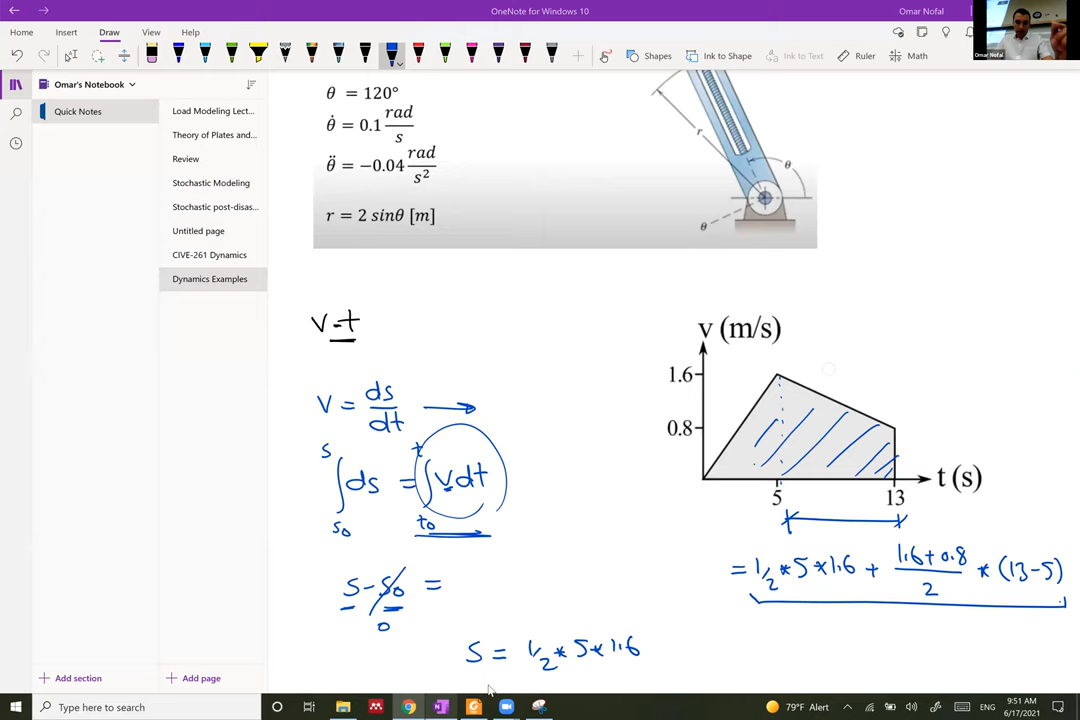 OneNote for Windows 10
Omar Nofal
Home Insert Draw View Help
Shapes Ink to Shape Ink to Text Ruler Math
Omar Nofal
Omar's Notebook
Quick Notes
Load Modeling Lect...
Theory of Plates and...
Review
Stochastic Modeling
Stochastic post-disas...
Untitled page
CIVE-261 Dynamics
Dynamics Examples
θ = 120°
θ̇ = 0.1 rad/s
θ̈ = −0.04 rad/s²
r = 2 sinθ [m]
r
θ
θ
v-t
v = ds/dt
∫ ds = ∫ v dt
s t
s₀ t₀
s - s₀ =
0
s = 1/2 * 5 * 1.6
v (m/s)
1.6
0.8
t (s)
5 13
= 1/2 * 5 * 1.6 + (1.6 + 0.8)/2 * (13 - 5)
Add section
Add page
Type here to search
79°F Alert
ENG
9:51 AM
6/17/2021